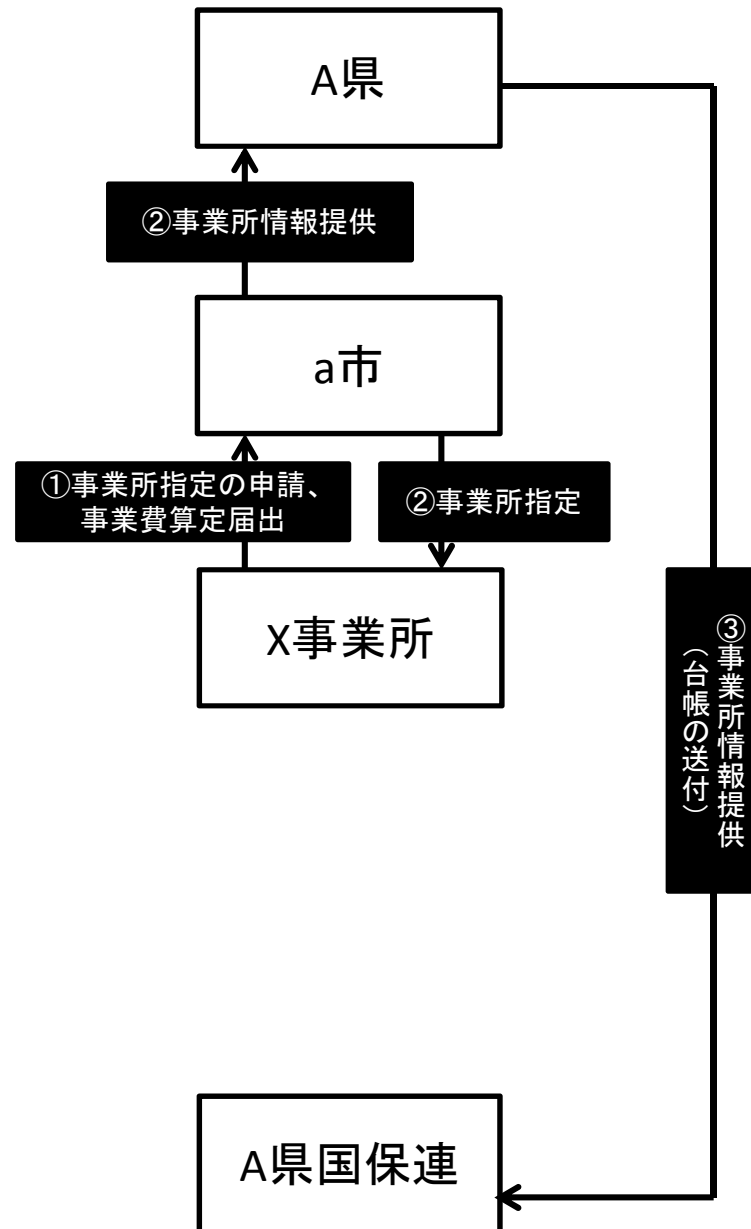 A県
②事業所情報提供
a市
①事業所指定の申請、
事業費算定届出
②事業所指定
X事業所
③事業所情報提供
（台帳の送付）
A県国保連